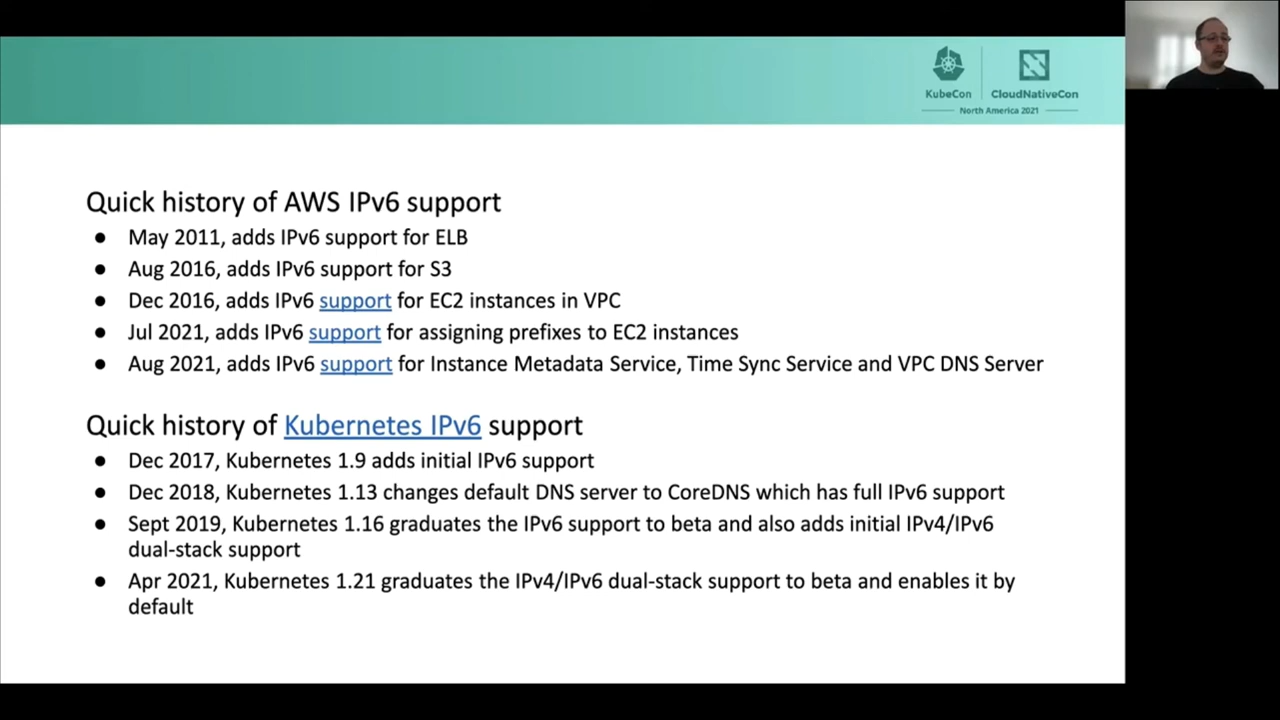 KubeCon
CloudNativeCon
North America 2021
Quick history of AWS IPv6 support
● May 2011, adds IPv6 support for ELB
● Aug 2016, adds IPv6 support for S3
● Dec 2016, adds IPv6 support for EC2 instances in VPC
● Jul 2021, adds IPv6 support for assigning prefixes to EC2 instances
● Aug 2021, adds IPv6 support for Instance Metadata Service, Time Sync Service and VPC DNS Server
Quick history of Kubernetes IPv6 support
● Dec 2017, Kubernetes 1.9 adds initial IPv6 support
● Dec 2018, Kubernetes 1.13 changes default DNS server to CoreDNS which has full IPv6 support
● Sept 2019, Kubernetes 1.16 graduates the IPv6 support to beta and also adds initial IPv4/IPv6
dual-stack support
● Apr 2021, Kubernetes 1.21 graduates the IPv4/IPv6 dual-stack support to beta and enables it by
default